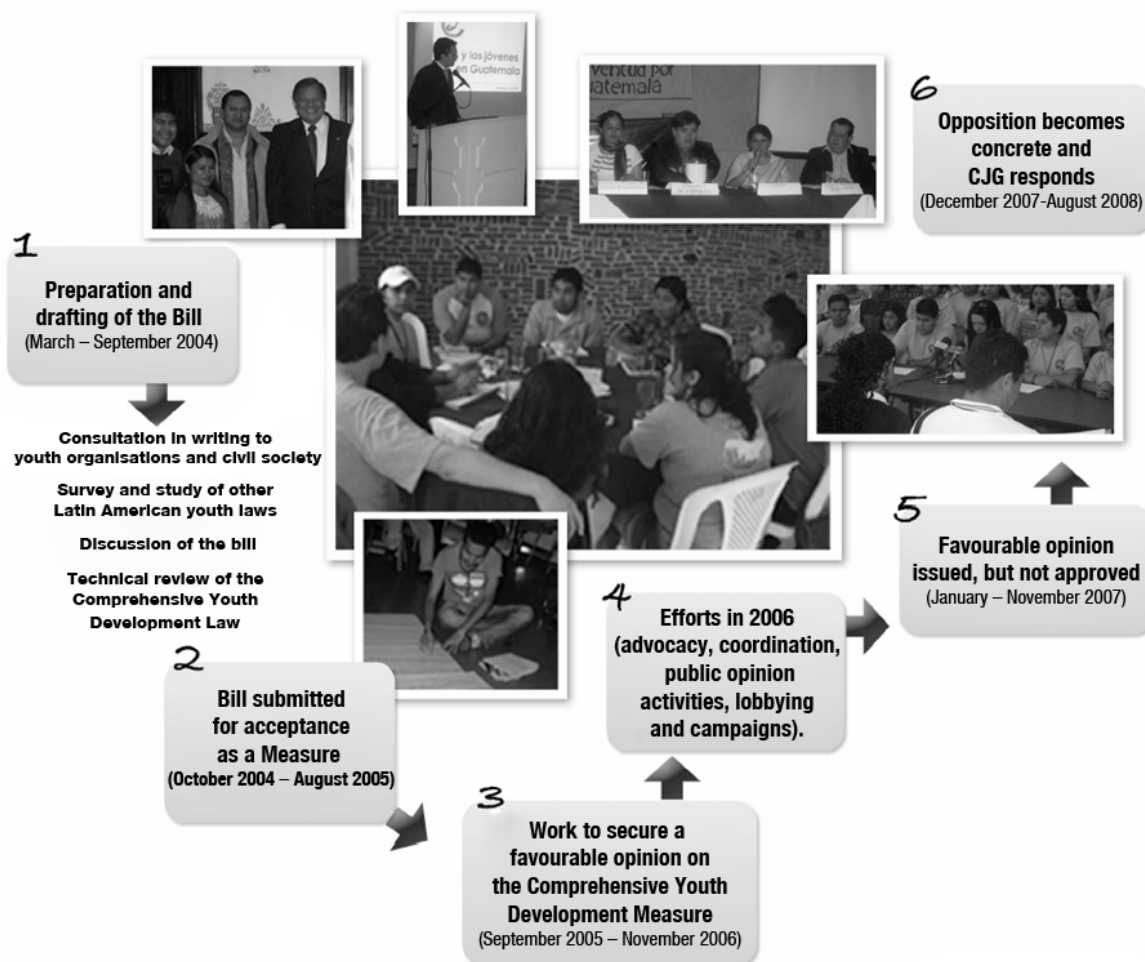 1
Preparation and
drafting of the Bill
(March – September 2004)
Consultation in writing to
youth organisations and civil society
Survey and study of other
Latin American youth laws
Discussion of the bill
Technical review of the
Comprehensive Youth
Development Law
2
Bill submitted
for acceptance
as a Measure
(October 2004 – August 2005)
3
Work to secure a
favourable opinion on
the Comprehensive Youth
Development Measure
(September 2005 – November 2006)
4
Efforts in 2006
(advocacy, coordination,
public opinion
activities, lobbying
and campaigns).
5
Favourable opinion
issued, but not approved
(January – November 2007)
6
Opposition becomes
concrete and
CJG responds
(December 2007-August 2008)
y los jóvenes
en Guatemala
ventud por
uatemala